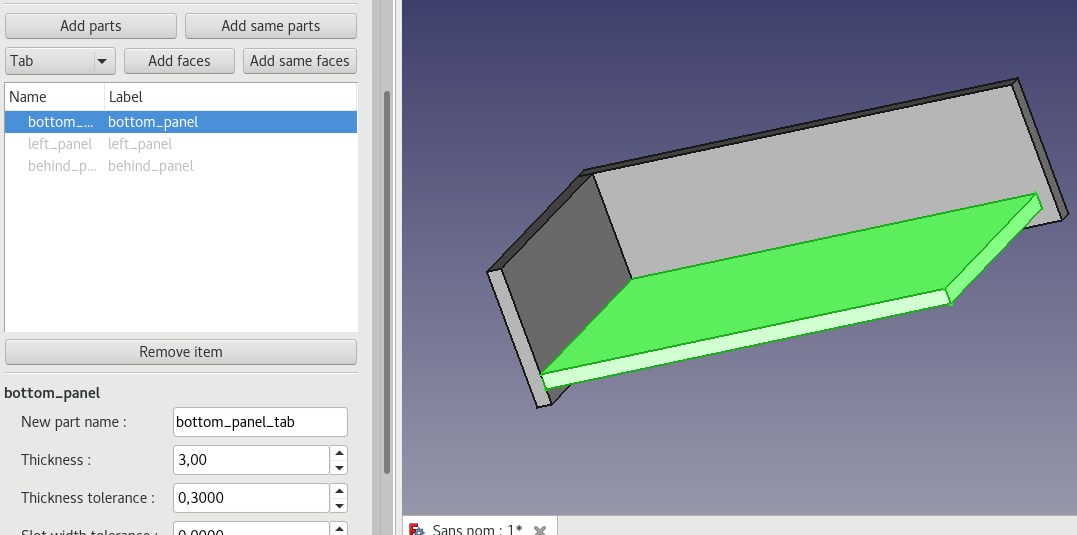 Add parts Add same parts
Tab Add faces Add same faces
Name Label
bottom_... bottom_panel
left_panel left_panel
behind_p... behind_panel
Remove item
bottom_panel
New part name : bottom_panel_tab
Thickness : 3,00
Thickness tolerance : 0,3000
Slot width tolerance : 0,0000
Sans nom : 1*